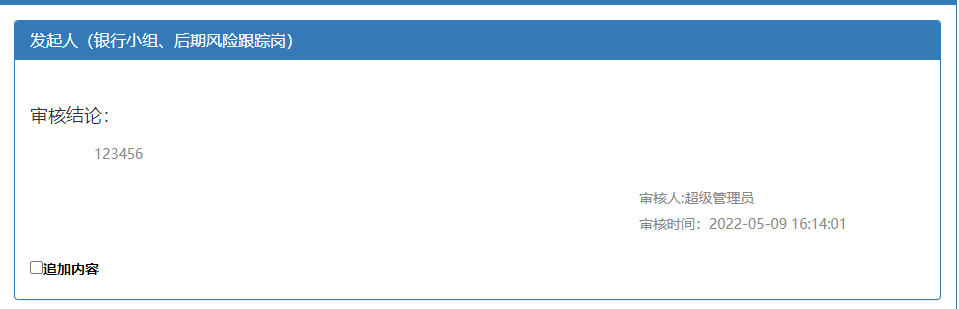 发起人（银行小组、后期风险跟踪岗）
审核结论：
123456
审核人:超级管理员
审核时间：2022-05-09 16:14:01
追加内容